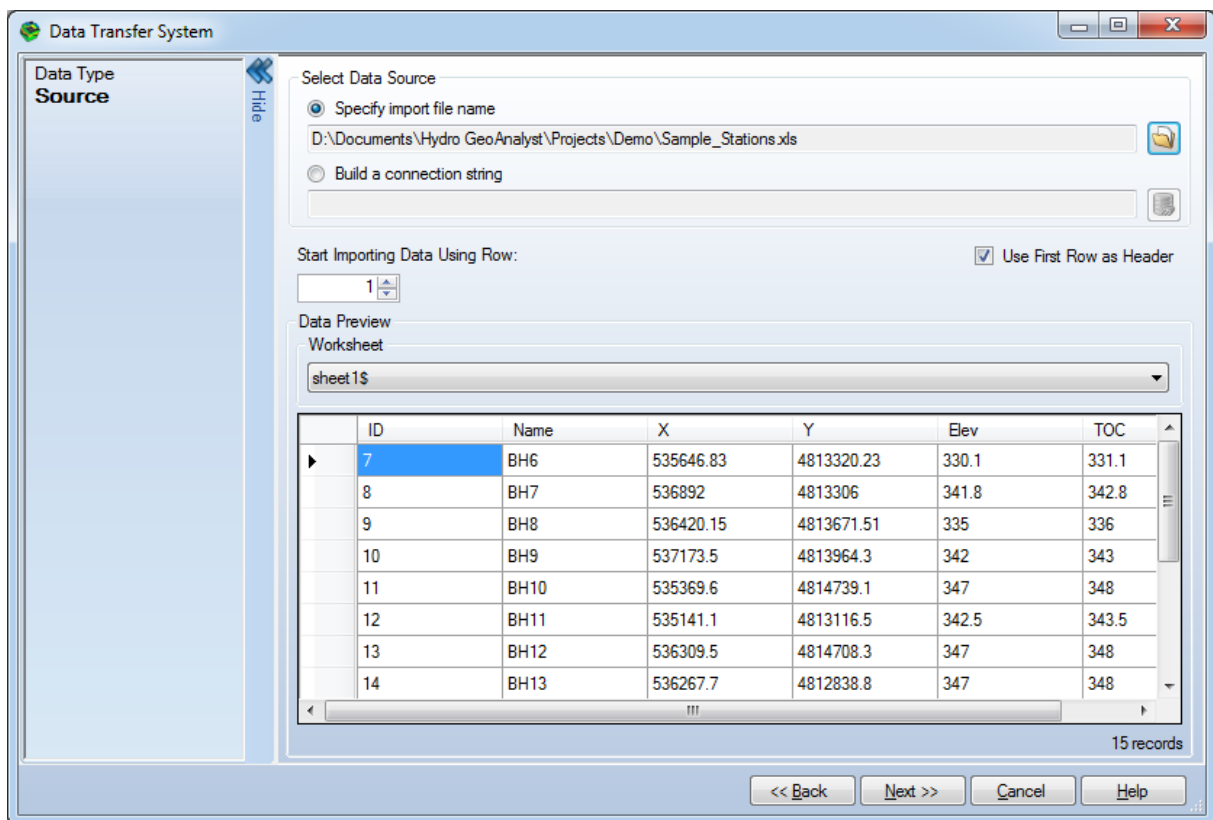 Data Transfer System
Data Type
Source
Hide
Select Data Source
Specify import file name
D:\Documents\Hydro GeoAnalyst\Projects\Demo\Sample_Stations.xls
Build a connection string
Start Importing Data Using Row:
Use First Row as Header
1
Data Preview
Worksheet
sheet1$
ID Name X Y Elev TOC
7 BH6 535646.83 4813320.23 330.1 331.1
8 BH7 536892 4813306 341.8 342.8
9 BH8 536420.15 4813671.51 335 336
10 BH9 537173.5 4813964.3 342 343
11 BH10 535369.6 4814739.1 347 348
12 BH11 535141.1 4813116.5 342.5 343.5
13 BH12 536309.5 4814708.3 347 348
14 BH13 536267.7 4812838.8 347 348
15 records
<< Back Next >> Cancel Help